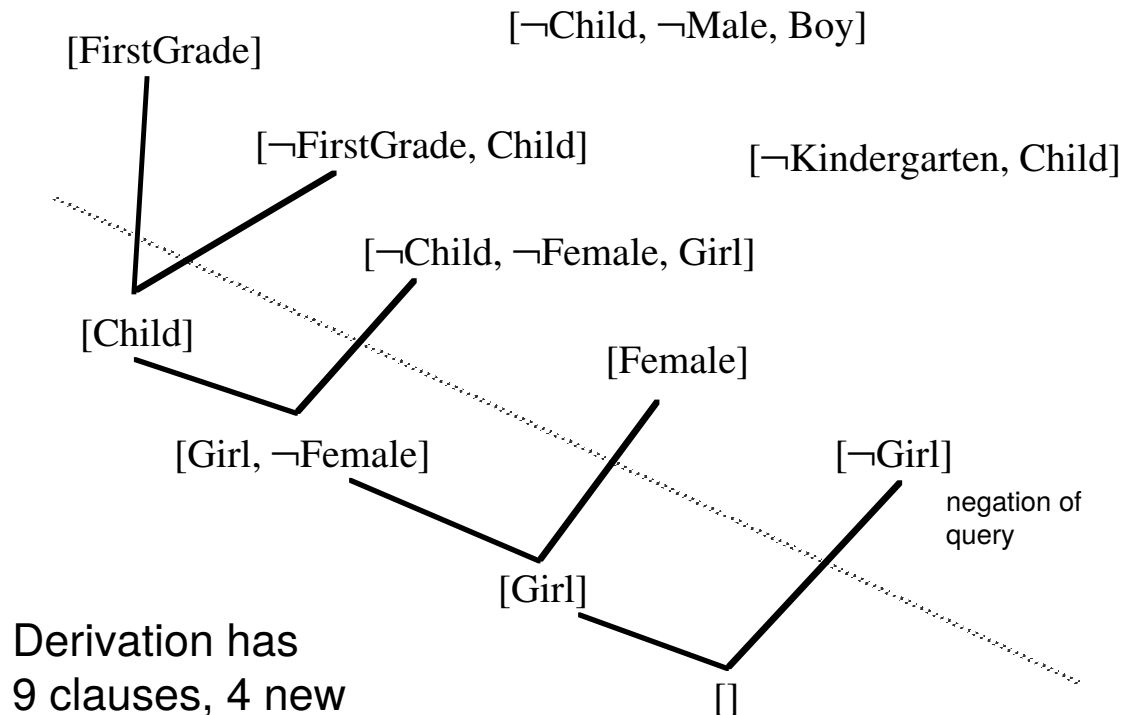 [¬Child, ¬Male, Boy]
[FirstGrade]
[¬FirstGrade, Child]
[¬Kindergarten, Child]
[¬Child, ¬Female, Girl]
[Child]
[Female]
[Girl, ¬Female]
[¬Girl]
negation of
query
[Girl]
Derivation has
9 clauses, 4 new
[]